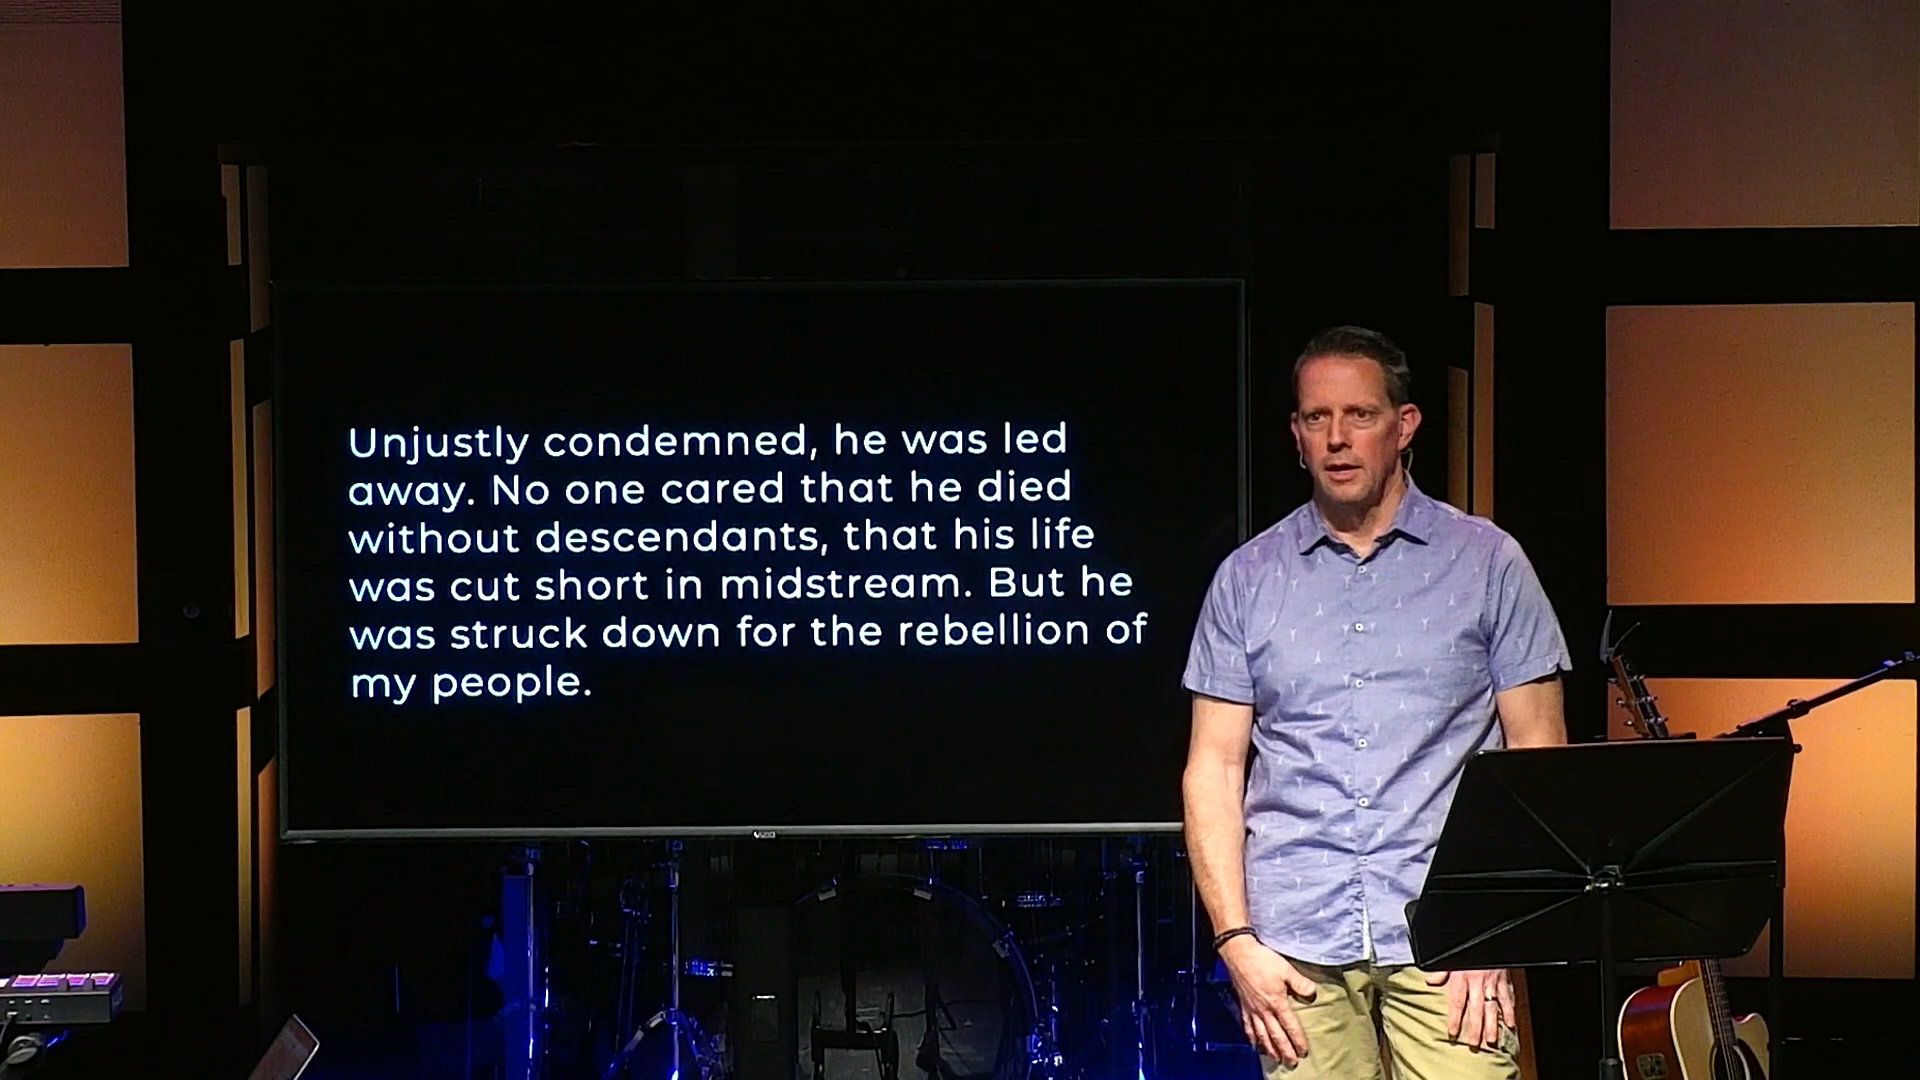 Unjustly condemned, he was led
away. No one cared that he died
without descendants, that his life
was cut short in midstream. But he
was struck down for the rebellion of
my people.
VIZIO